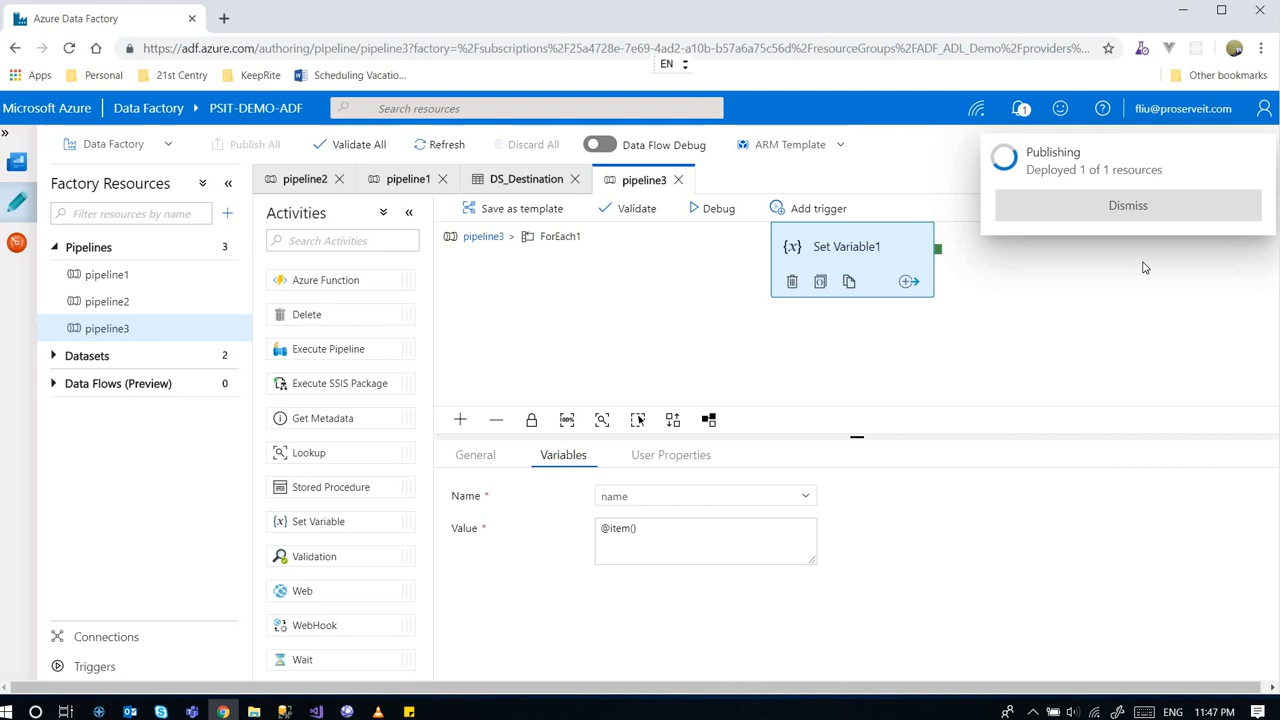 Azure Data Factory
https://adf.azure.com/authoring/pipeline/pipeline3?factory=%2Fsubscriptions%2F25a4728e-7e69-4ad2-a10b-b57a6a75c56d%2FresourceGroups%2FADF_ADL_Demo%2Fproviders%2...
EN
Apps
Personal
21st Centry
KeepRite
Scheduling Vacatio...
Other bookmarks
Microsoft Azure
Data Factory
PSIT-DEMO-ADF
Search resources
1
fliu@proserveit.com
Data Factory
Publish All
Validate All
Refresh
Discard All
Data Flow Debug
ARM Template
Publishing
Deployed 1 of 1 resources
Dismiss
Factory Resources
Filter resources by name
Pipelines 3
pipeline1
pipeline2
pipeline3
Datasets 2
Data Flows (Preview) 0
Connections
Triggers
pipeline2
pipeline1
DS_Destination
pipeline3
Activities
Search Activities
Azure Function
Delete
Execute Pipeline
Execute SSIS Package
Get Metadata
Lookup
Stored Procedure
{x} Set Variable
Validation
Web
WebHook
Wait
Save as template
Validate
Debug
Add trigger
pipeline3 > ForEach1
{x} Set Variable1
100%
General
Variables
User Properties
Name *
name
Value *
@item()
ENG
11:47 PM